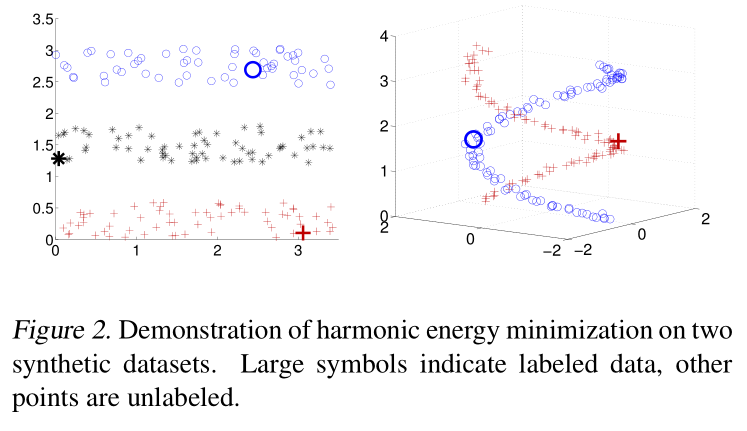 3.5
3
2.5
2
1.5
1
0.5
0
0 1 2 3
4
3
2
1
0
2 0 -2
-2 0 2
Figure 2. Demonstration of harmonic energy minimization on two
synthetic datasets. Large symbols indicate labeled data, other
points are unlabeled.